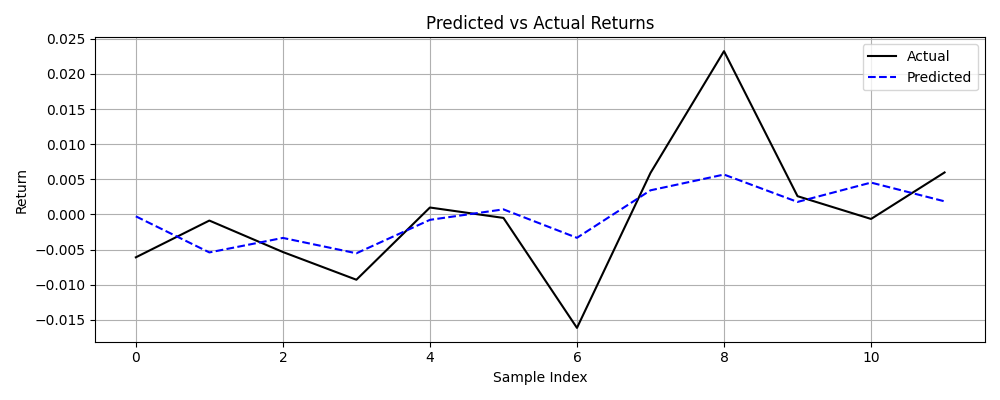 Predicted vs Actual Returns
0.025
0.020
0.015
0.010
0.005
0.000
−0.005
−0.010
−0.015
Return
Actual
Predicted
0 2 4 6 8 10
Sample Index